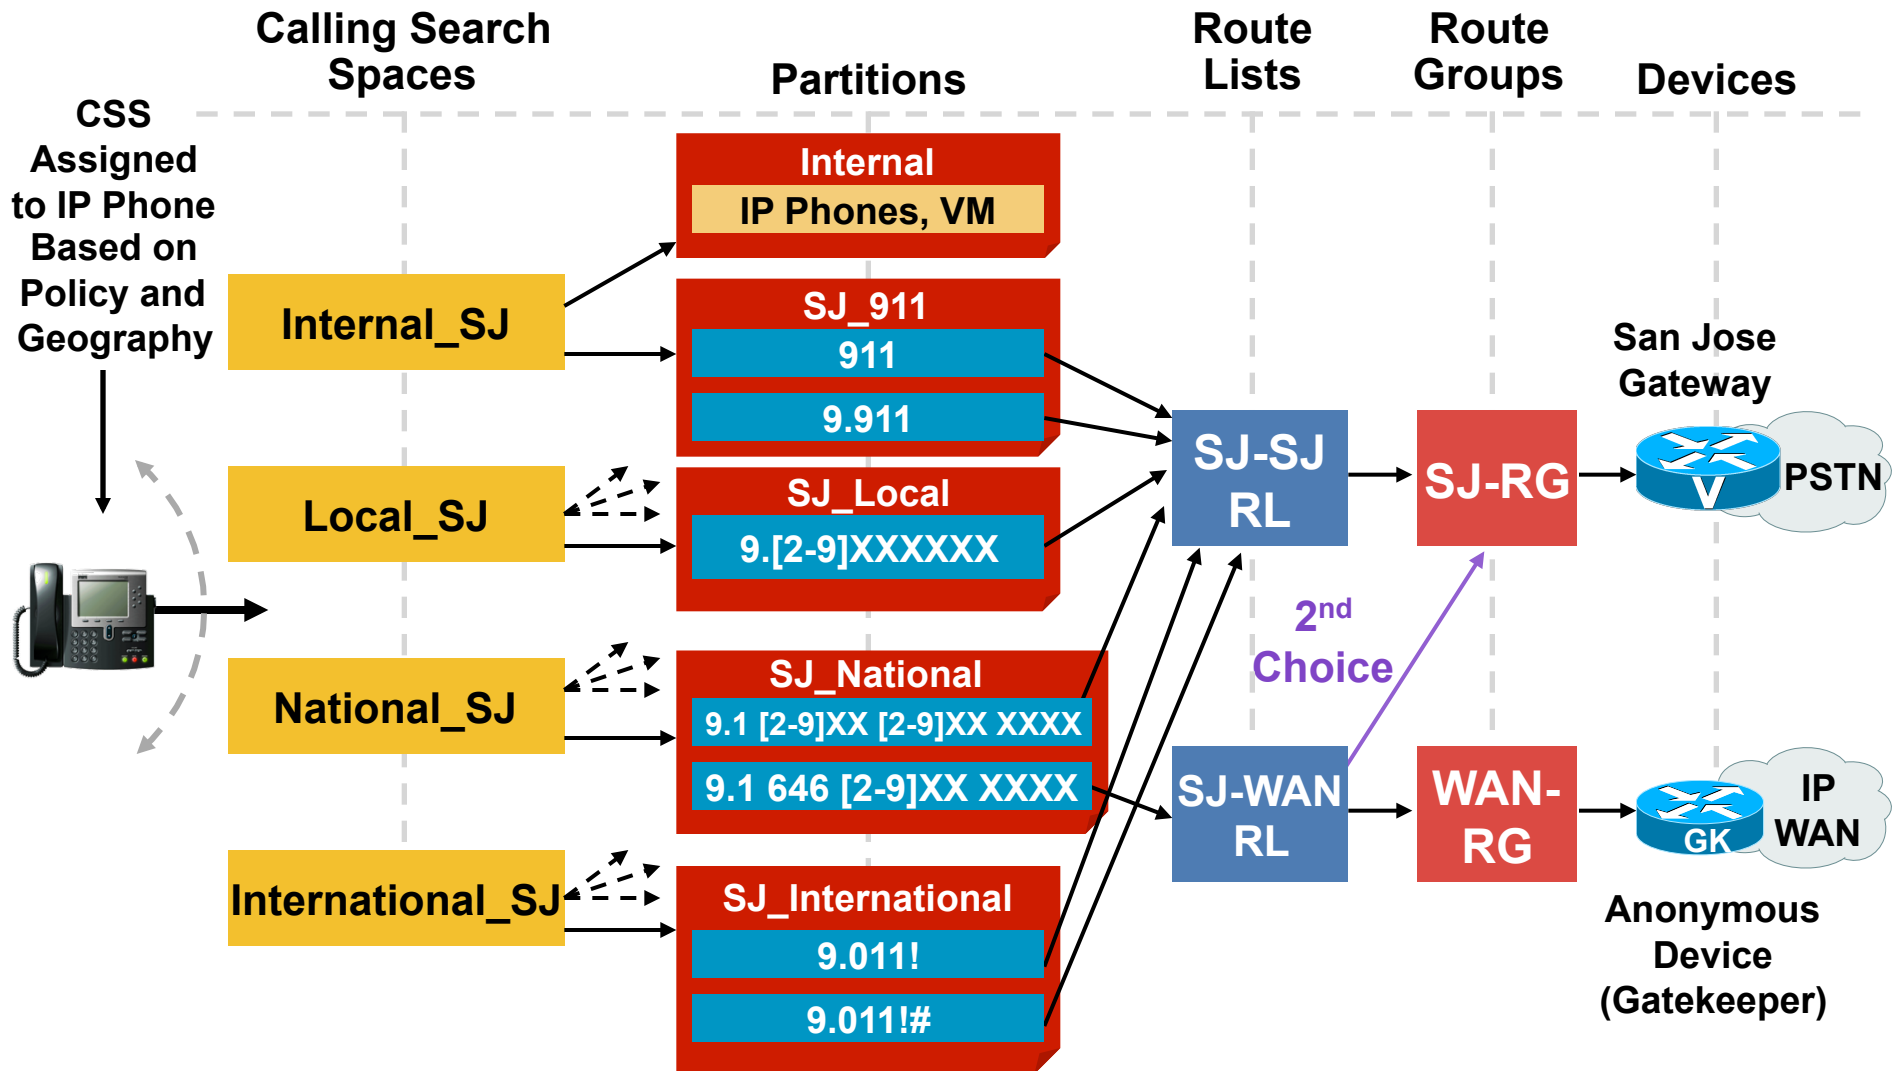 Calling Search
Spaces
Partitions
Route
Lists
Route
Groups
Devices
CSS
Assigned
to IP Phone
Based on
Policy and
Geography
Internal_SJ
Local_SJ
National_SJ
International_SJ
Internal
IP Phones, VM
SJ_911
911
9.911
SJ_Local
9.[2-9]XXXXXX
SJ_National
9.1 [2-9]XX [2-9]XX XXXX
9.1 646 [2-9]XX XXXX
SJ_International
9.011!
9.011!#
SJ-SJ
RL
2nd
Choice
SJ-WAN
RL
SJ-RG
WAN-
RG
San Jose
Gateway
V
PSTN
GK
IP
WAN
Anonymous
Device
(Gatekeeper)